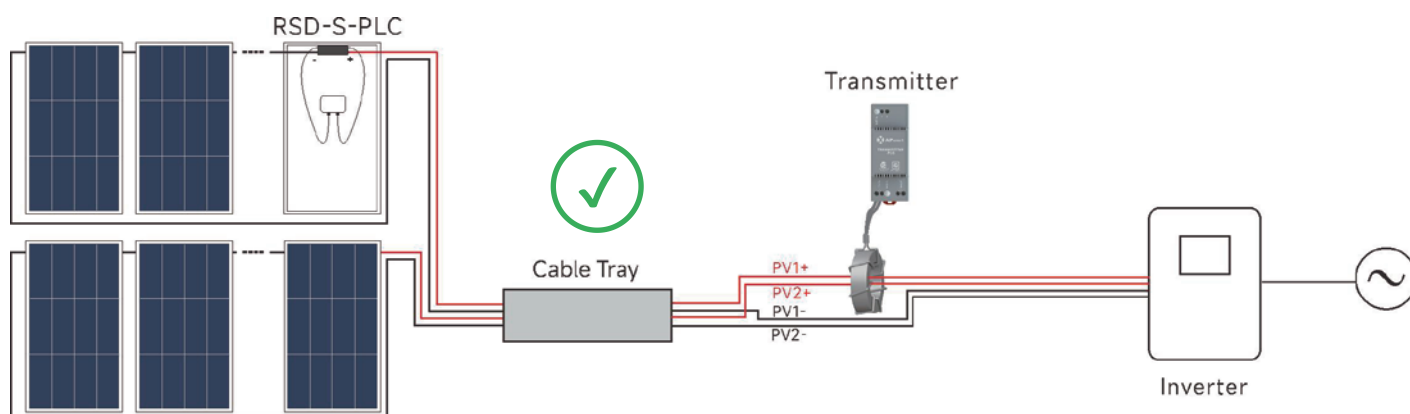 RSD-S-PLC
- +
Transmitter
Cable Tray
PV1+
PV2+
PV1-
PV2-
Inverter